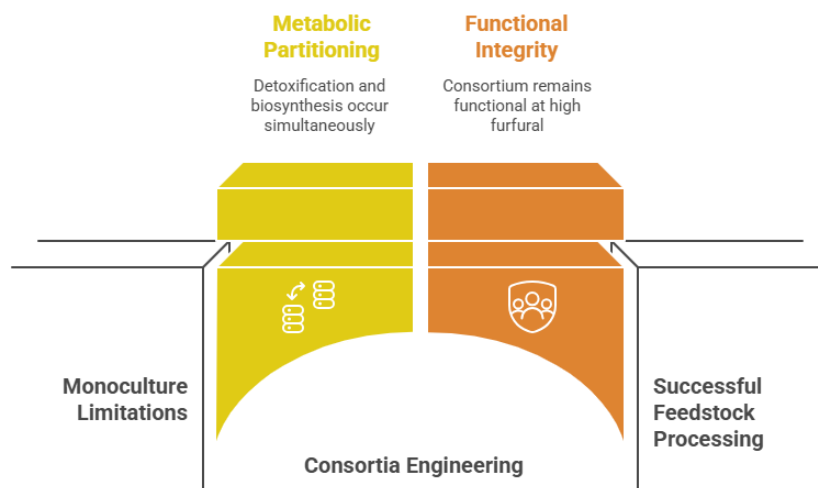 Metabolic
Partitioning
Detoxification and
biosynthesis occur
simultaneously
Functional
Integrity
Consortium remains
functional at high
furfural
Monoculture
Limitations
Successful
Feedstock
Processing
Consortia Engineering